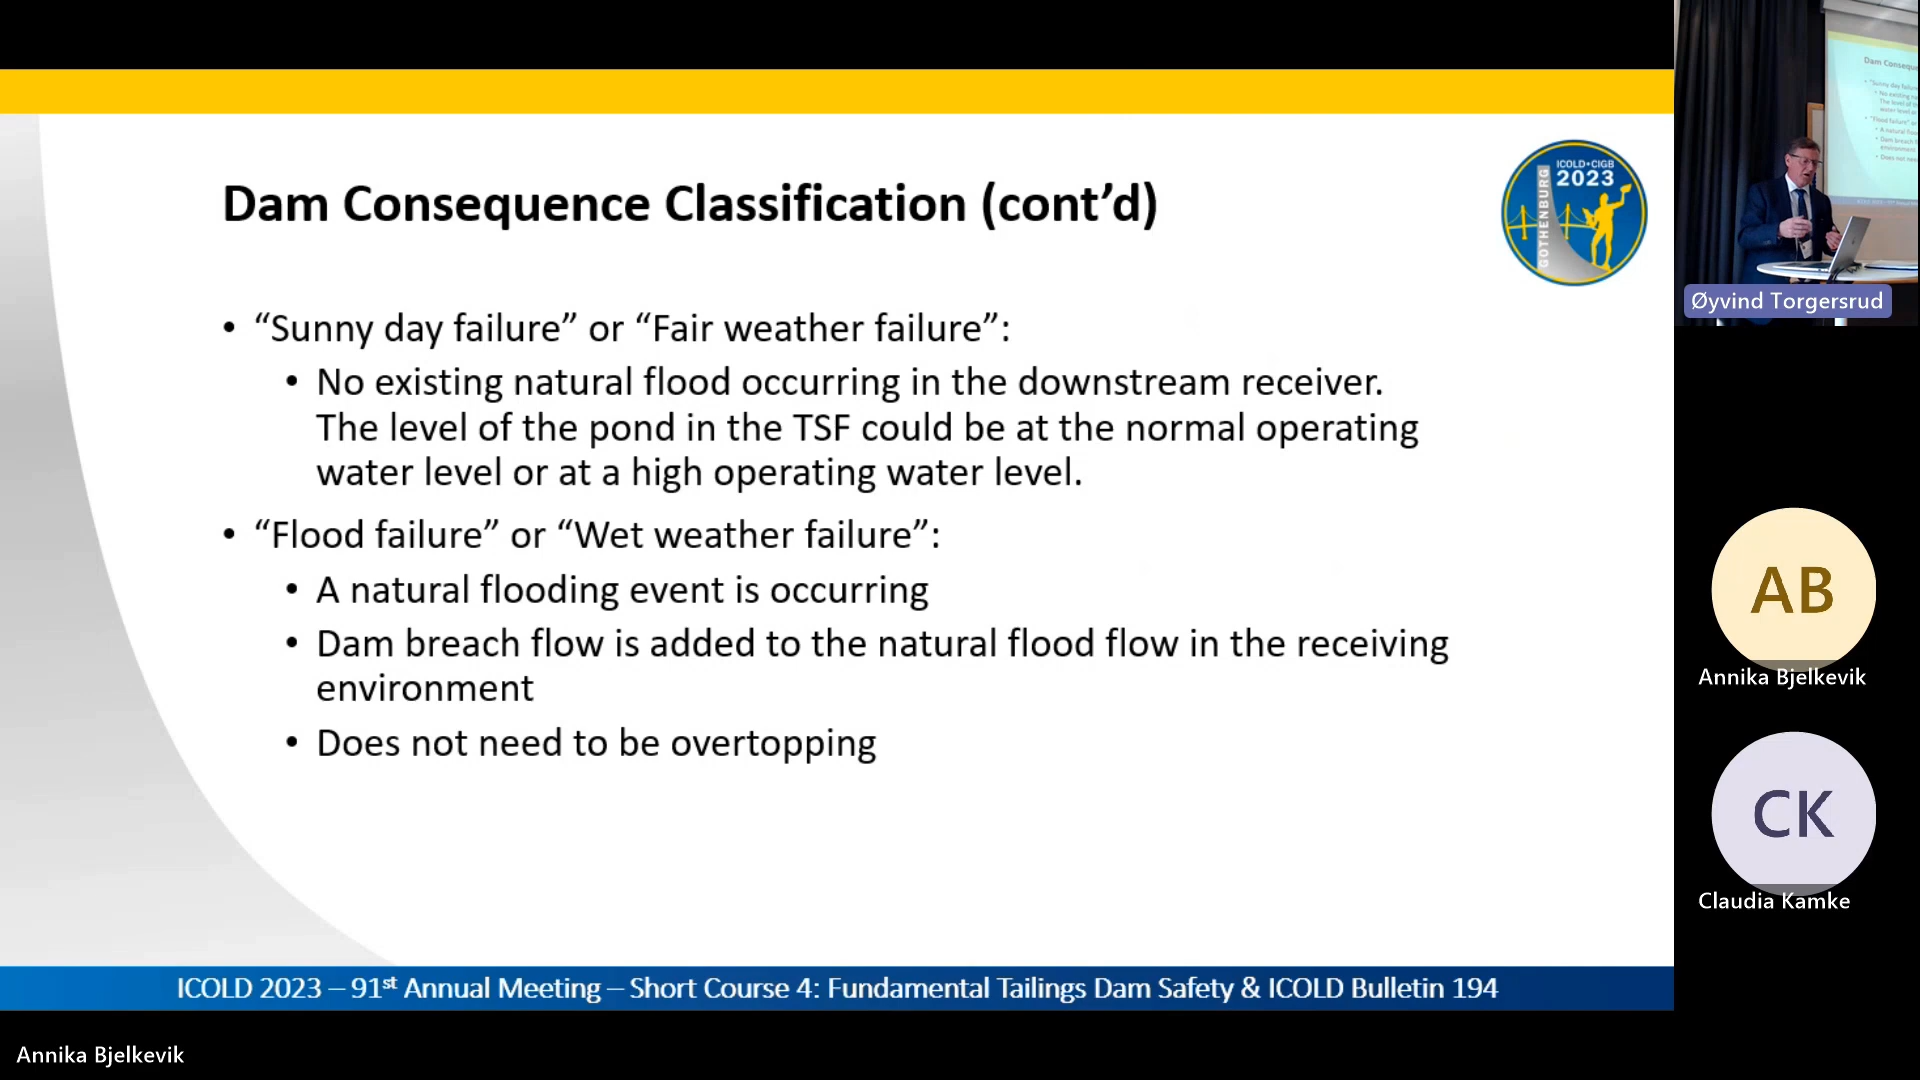 Dam Consequence Classification (cont’d)
ICOLD•CIGB
2023
GOTHENBURG
• “Sunny day failure” or “Fair weather failure”:
• No existing natural flood occurring in the downstream receiver.
The level of the pond in the TSF could be at the normal operating
water level or at a high operating water level.
• “Flood failure” or “Wet weather failure”:
• A natural flooding event is occurring
• Dam breach flow is added to the natural flood flow in the receiving
environment
• Does not need to be overtopping
ICOLD 2023 – 91st Annual Meeting – Short Course 4: Fundamental Tailings Dam Safety & ICOLD Bulletin 194
Annika Bjelkevik
Dam Conseque
Øyvind Torgersrud
AB
Annika Bjelkevik
CK
Claudia Kamke